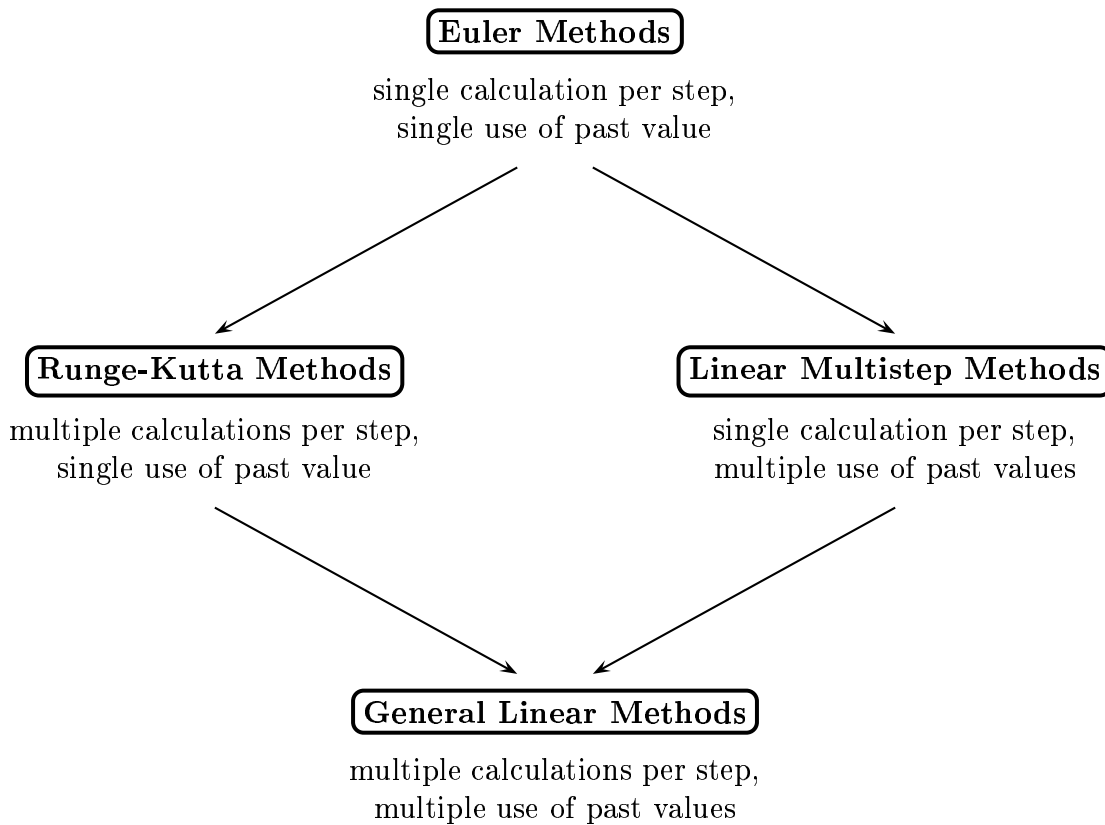 Euler Methods
single calculation per step,
single use of past value
Runge-Kutta Methods
multiple calculations per step,
single use of past value
Linear Multistep Methods
single calculation per step,
multiple use of past values
General Linear Methods
multiple calculations per step,
multiple use of past values